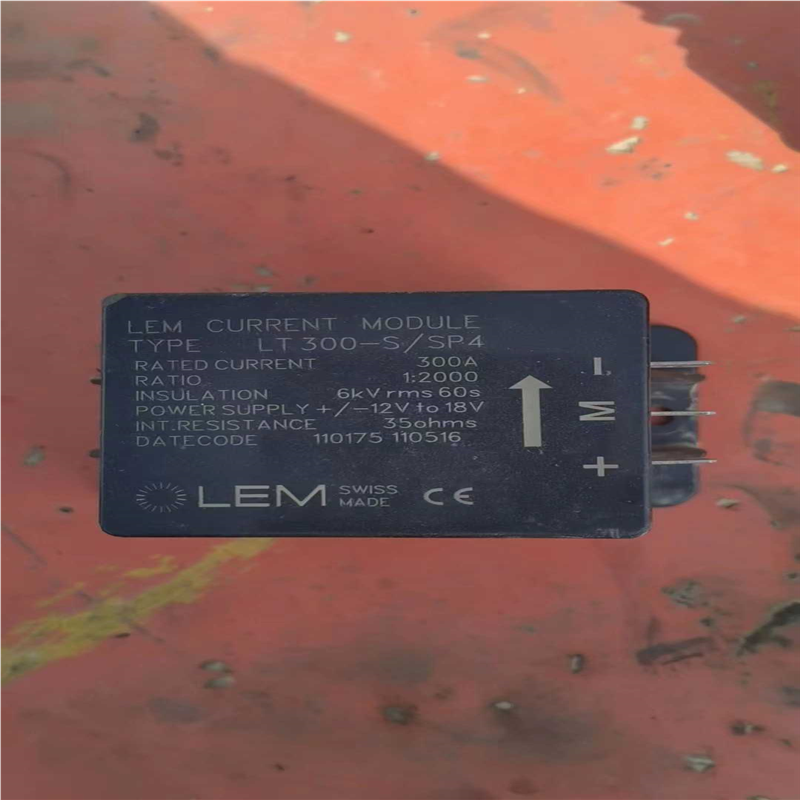 LEM CURRENT MODULE
TYPE LT 300-S/SP4
RATED CURRENT 300A
RATIO 1:2000
INSULATION 6kV rms 60s
POWER SUPPLY +/-12V to 18V
INT.RESISTANCE 35ohms
DATECODE 110175 110516
LEM SWISS MADE CE
- M +